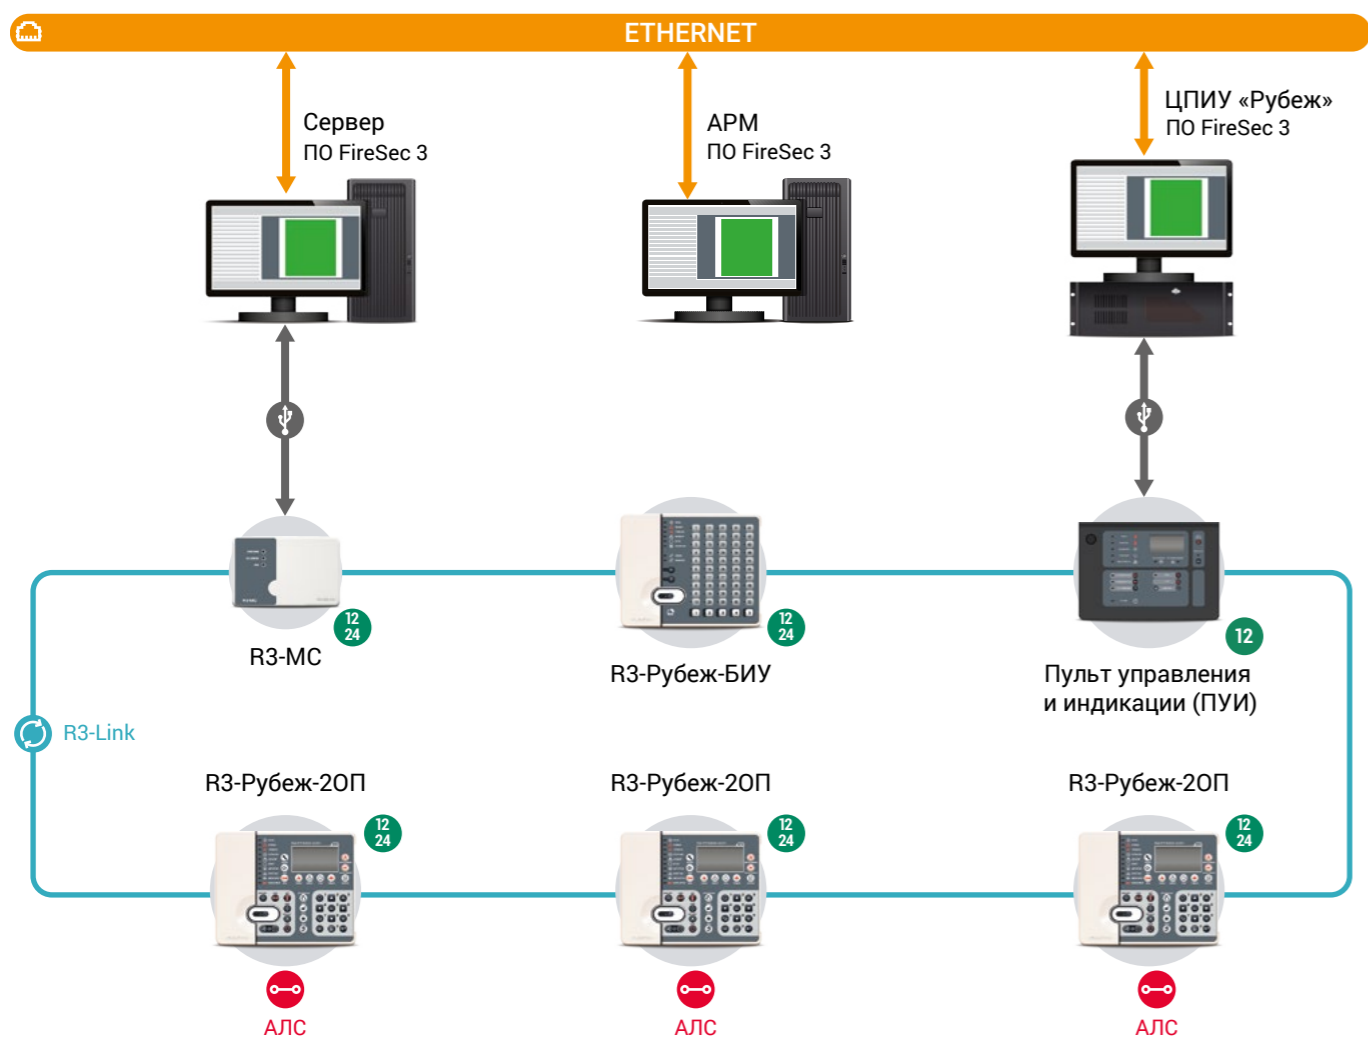 ETHERNET
Сервер
ПО FireSec 3
АРМ
ПО FireSec 3
ЦПИУ «Рубеж»
ПО FireSec 3
12
24
R3-МС
12
24
R3-Рубеж-БИУ
12
Пульт управления
и индикации (ПУИ)
R3-Link
R3-Рубеж-2ОП
12
24
R3-Рубеж-2ОП
12
24
R3-Рубеж-2ОП
12
24
АЛС
АЛС
АЛС